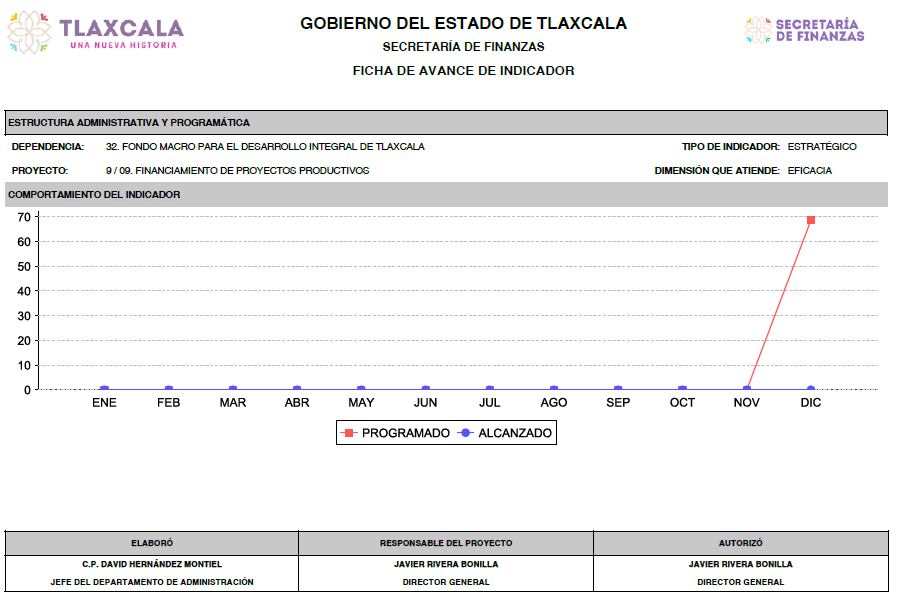 TLAXCALA
UNA NUEVA HISTORIA
GOBIERNO DEL ESTADO DE TLAXCALA
SECRETARÍA DE FINANZAS
FICHA DE AVANCE DE INDICADOR
SECRETARÍA
DE FINANZAS
ESTRUCTURA ADMINISTRATIVA Y PROGRAMÁTICA
DEPENDENCIA: 32. FONDO MACRO PARA EL DESARROLLO INTEGRAL DE TLAXCALA TIPO DE INDICADOR: ESTRATÉGICO
PROYECTO: 9 / 09. FINANCIAMIENTO DE PROYECTOS PRODUCTIVOS DIMENSIÓN QUE ATIENDE: EFICACIA
COMPORTAMIENTO DEL INDICADOR
70
60
50
40
30
20
10
0
ENE FEB MAR ABR MAY JUN JUL AGO SEP OCT NOV DIC
PROGRAMADO ALCANZADO
ELABORÓ RESPONSABLE DEL PROYECTO AUTORIZÓ
C.P. DAVID HERNÁNDEZ MONTIEL JAVIER RIVERA BONILLA JAVIER RIVERA BONILLA
JEFE DEL DEPARTAMENTO DE ADMINISTRACIÓN DIRECTOR GENERAL DIRECTOR GENERAL